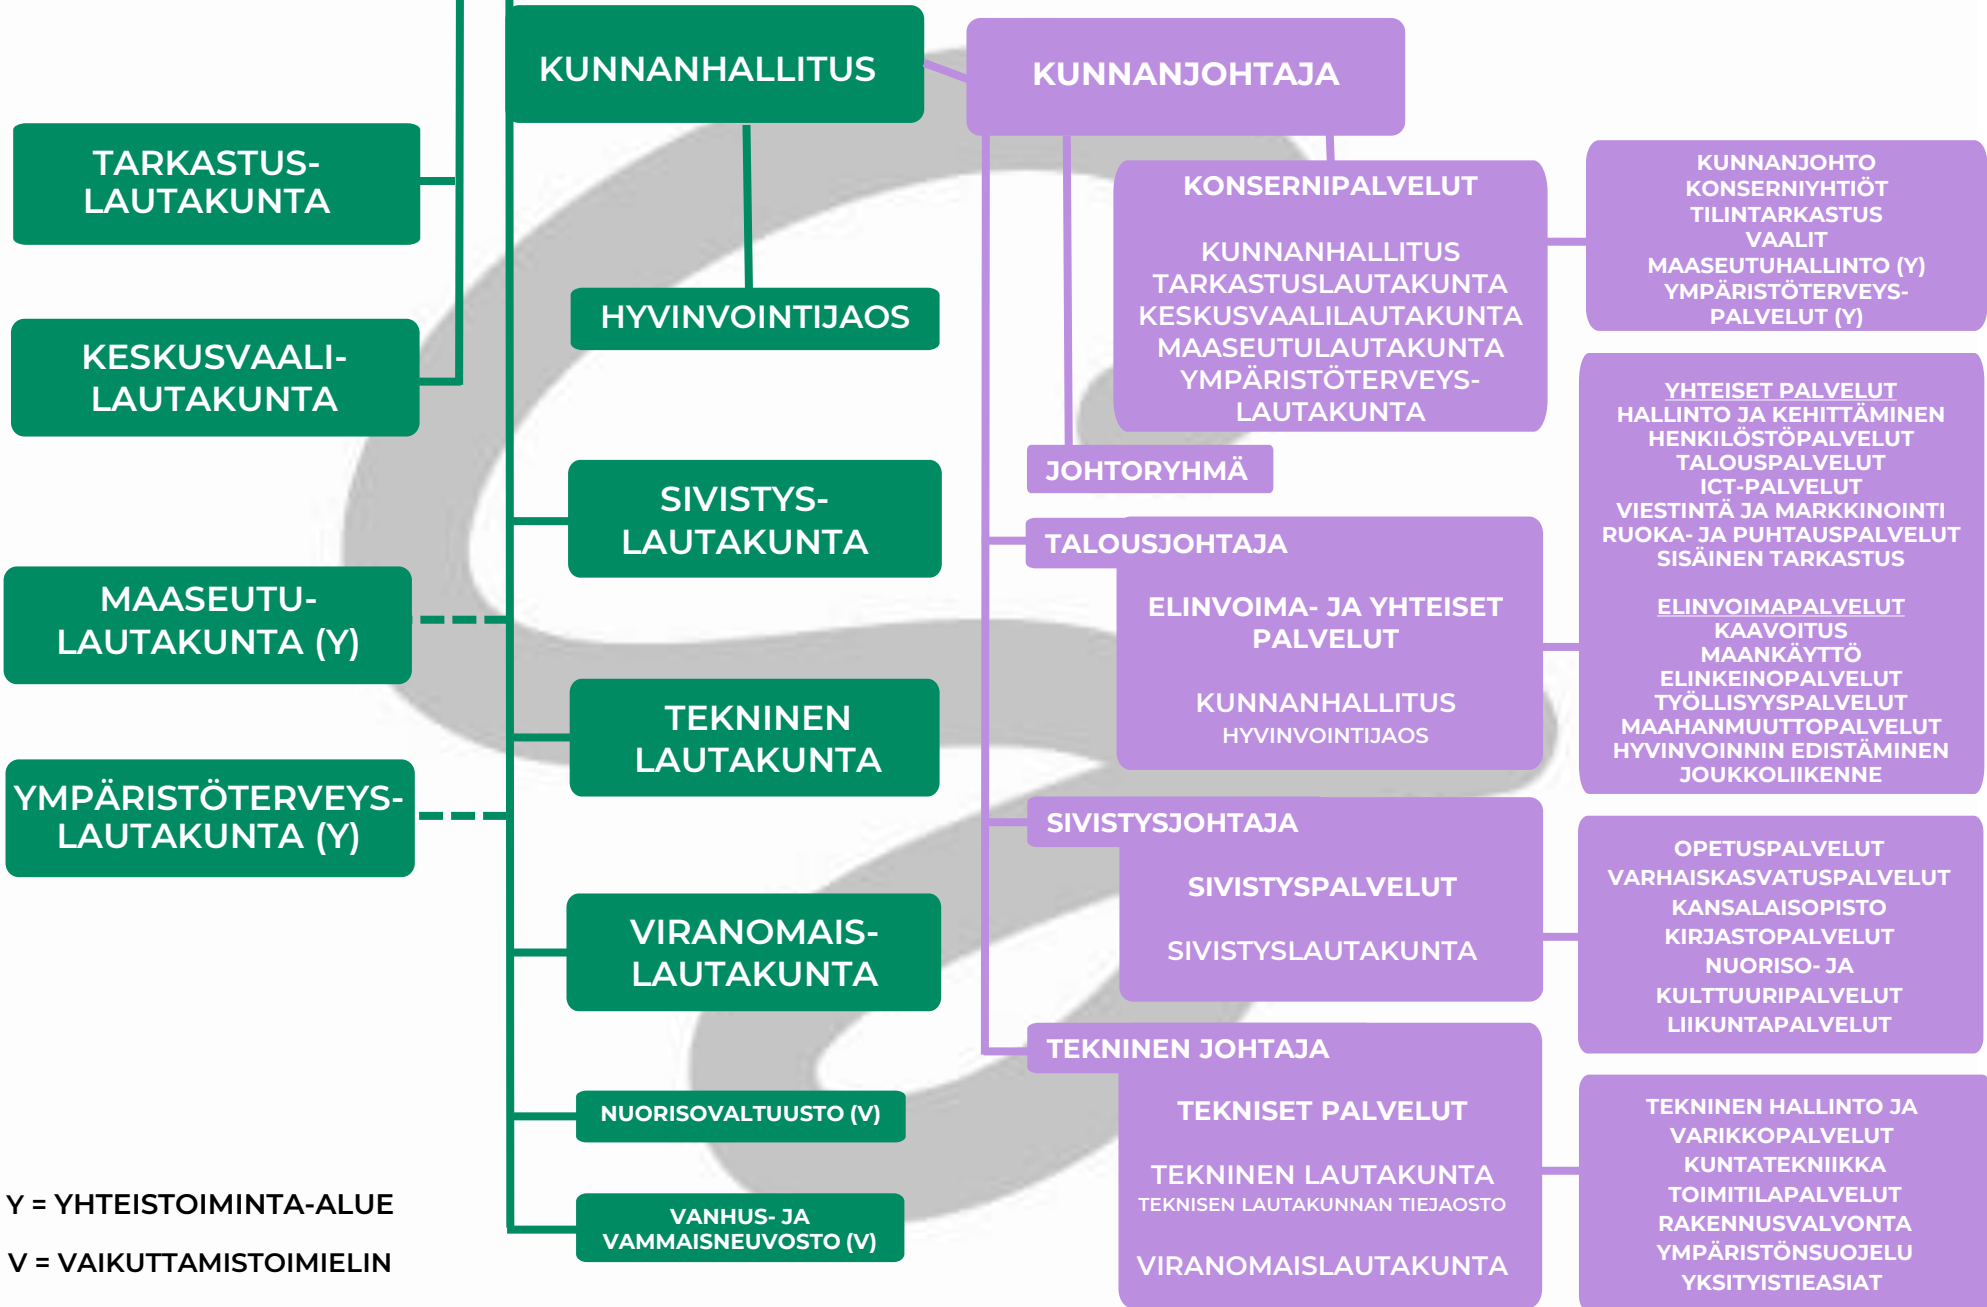 KUNNANHALLITUS
KUNNANJOHTAJA
TARKASTUS-
LAUTAKUNTA
KESKUSVAALI-
LAUTAKUNTA
MAASEUTU-
LAUTAKUNTA (Y)
YMPÄRISTÖTERVEYS-
LAUTAKUNTA (Y)
HYVINVOINTIJAOS
SIVISTYS-
LAUTAKUNTA
TEKNINEN
LAUTAKUNTA
VIRANOMAIS-
LAUTAKUNTA
NUORISOVALTUUSTO (V)
VANHUS- JA
VAMMAISNEUVOSTO (V)
Y = YHTEISTOIMINTA-ALUE
V = VAIKUTTAMISTOIMIELIN
KONSERNIPALVELUT
KUNNANHALLITUS
TARKASTUSLAUTAKUNTA
KESKUSVAALILAUTAKUNTA
MAASEUTULAUTAKUNTA
YMPÄRISTÖTERVEYS-
LAUTAKUNTA
KUNNANJOHTO
KONSERNIYHTIÖT
TILINTARKASTUS
VAALIT
MAASEUTUHALLINTO (Y)
YMPÄRISTÖTERVEYS-
PALVELUT (Y)
JOHTORYHMÄ
TALOUSJOHTAJA
ELINVOIMA- JA YHTEISET
PALVELUT
KUNNANHALLITUS
HYVINVOINTIJAOS
YHTEISET PALVELUT
HALLINTO JA KEHITTÄMINEN
HENKILÖSTÖPALVELUT
TALOUSPALVELUT
ICT-PALVELUT
VIESTINTÄ JA MARKKINOINTI
RUOKA- JA PUHTAUSPALVELUT
SISÄINEN TARKASTUS
ELINVOIMAPALVELUT
KAAVOITUS
MAANKÄYTTÖ
ELINKEINOPALVELUT
TYÖLLISYYSPALVELUT
MAAHANMUUTTOPALVELUT
HYVINVOINNIN EDISTÄMINEN
JOUKKOLIIKENNE
SIVISTYSJOHTAJA
SIVISTYSPALVELUT
SIVISTYSLAUTAKUNTA
OPETUSPALVELUT
VARHAISKASVATUSPALVELUT
KANSALAISOPISTO
KIRJASTOPALVELUT
NUORISO- JA
KULTTUURIPALVELUT
LIIKUNTAPALVELUT
TEKNINEN JOHTAJA
TEKNISET PALVELUT
TEKNINEN LAUTAKUNTA
TEKNISEN LAUTAKUNNAN TIEJAOSTO
VIRANOMAISLAUTAKUNTA
TEKNINEN HALLINTO JA
VARIKKOPALVELUT
KUNTATEKNIIKKA
TOIMITILAPALVELUT
RAKENNUSVALVONTA
YMPÄRISTÖNSUOJELU
YKSITYISTIEASIAT